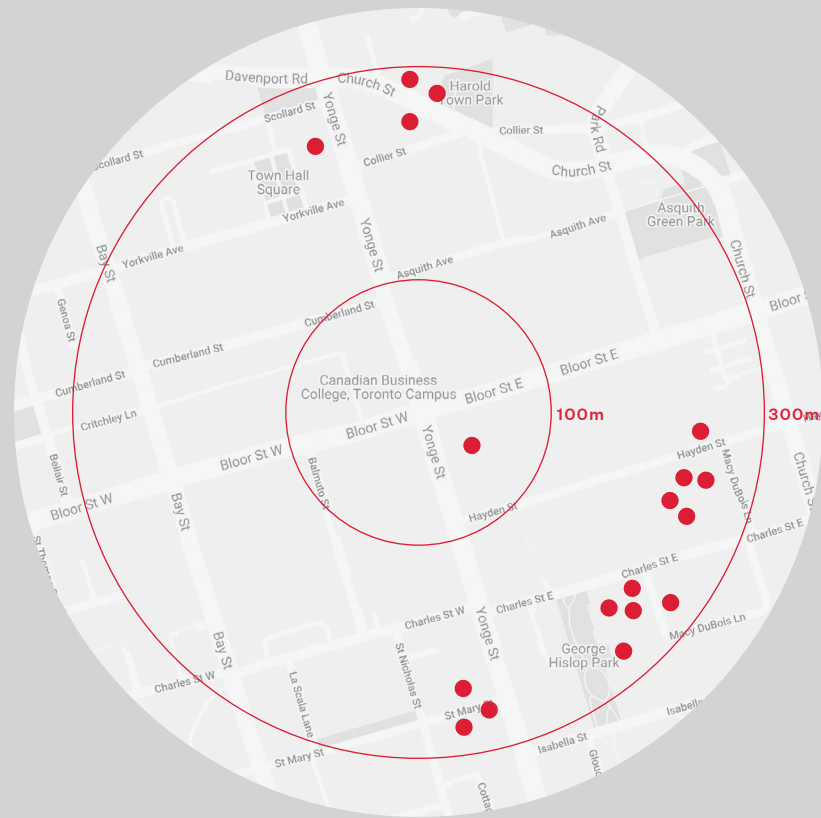 Davenport Rd
Church St
Harold
Town Park
Scollard St
Yonge St
Park Rd
Collier St
Scollard St
Collier St
Church St
Town Hall
Square
Asquith
Green Park
Yorkville Ave
Asquith Ave
Yonge St
Yorkville Ave
Bay St
Church St
Asquith Ave
Bloor
Genoa St
Cumberland St
Cumberland St
Bloor St E
Cumberland St
Canadian Business
College, Toronto Campus
Bloor St E
100m
300m
Critchley Ln
Bloor St W
Bloor St W
Yonge St
Hayden St
Bellair St
Balmuto St
Macy DuBois Ln
Church St
Bloor St W
Bay St
Hayden St
Charles St E
Charles St E
Charles St E
Charles St W
Yonge St
Macy DuBois Ln
Bay St
George
Hislop Park
St Nicholas St
Charles St W
La Scala Lane
St Mary St
Isabella
Isabella St
St Mary St